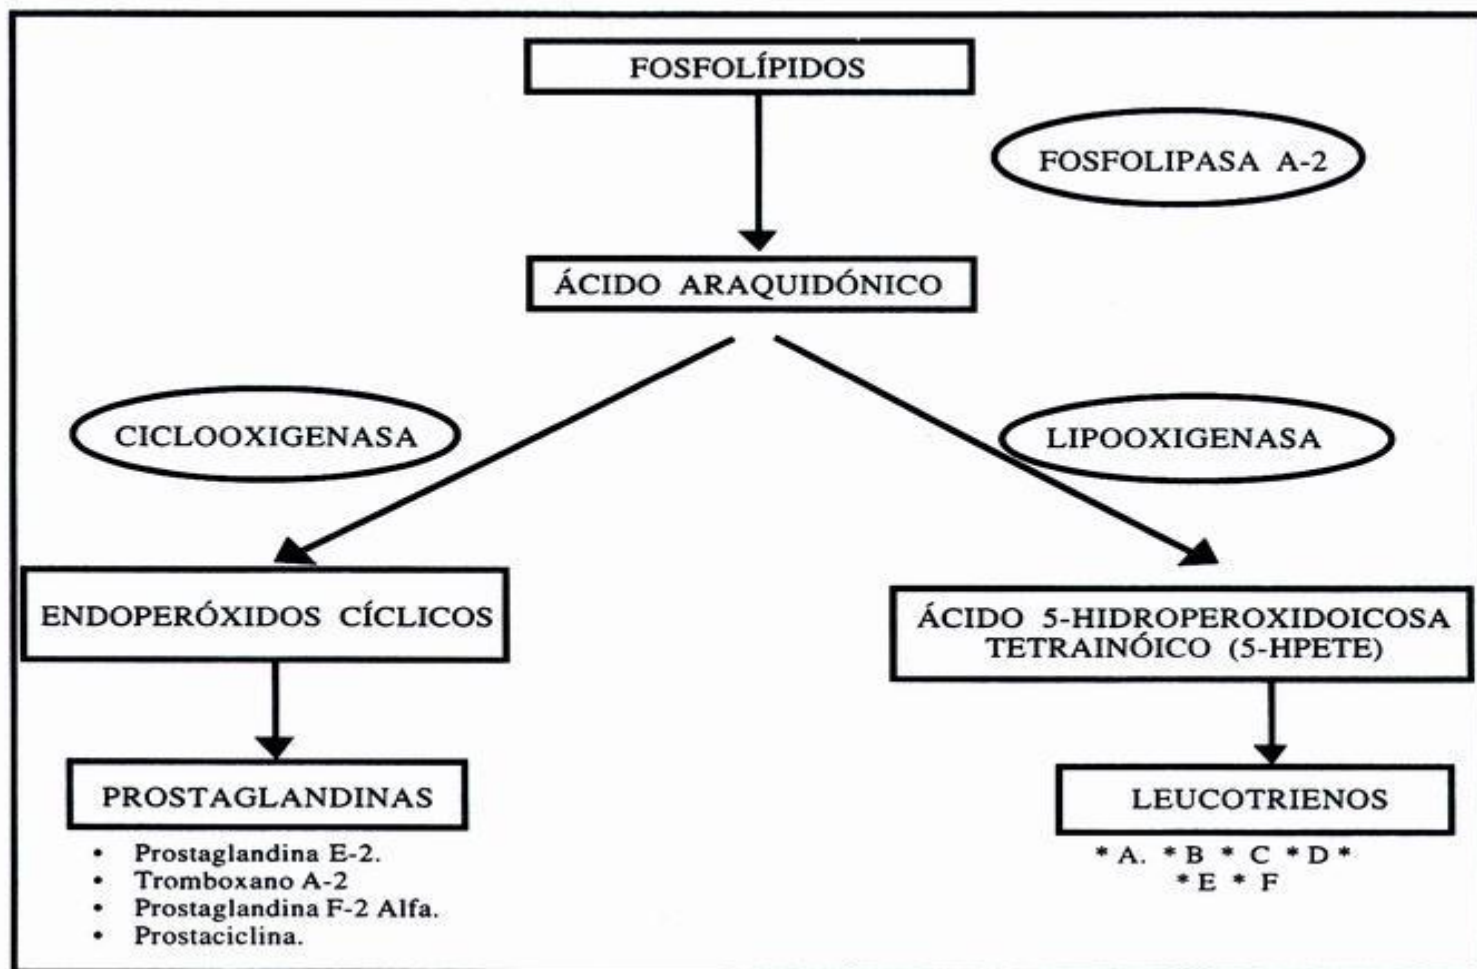 FOSFOLÍPIDOS
FOSFOLIPASA A-2
ÁCIDO ARAQUIDÓNICO
CICLOOXIGENASA
LIPOOXIGENASA
ENDOPERÓXIDOS CÍCLICOS
ÁCIDO 5-HIDROPEROXIDOICOSA
TETRAINÓICO (5-HPETE)
PROSTAGLANDINAS
• Prostaglandina E-2.
• Tromboxano A-2
• Prostaglandina F-2 Alfa.
• Prostaciclina.
LEUCOTRIENOS
* A. * B * C * D *
* E * F